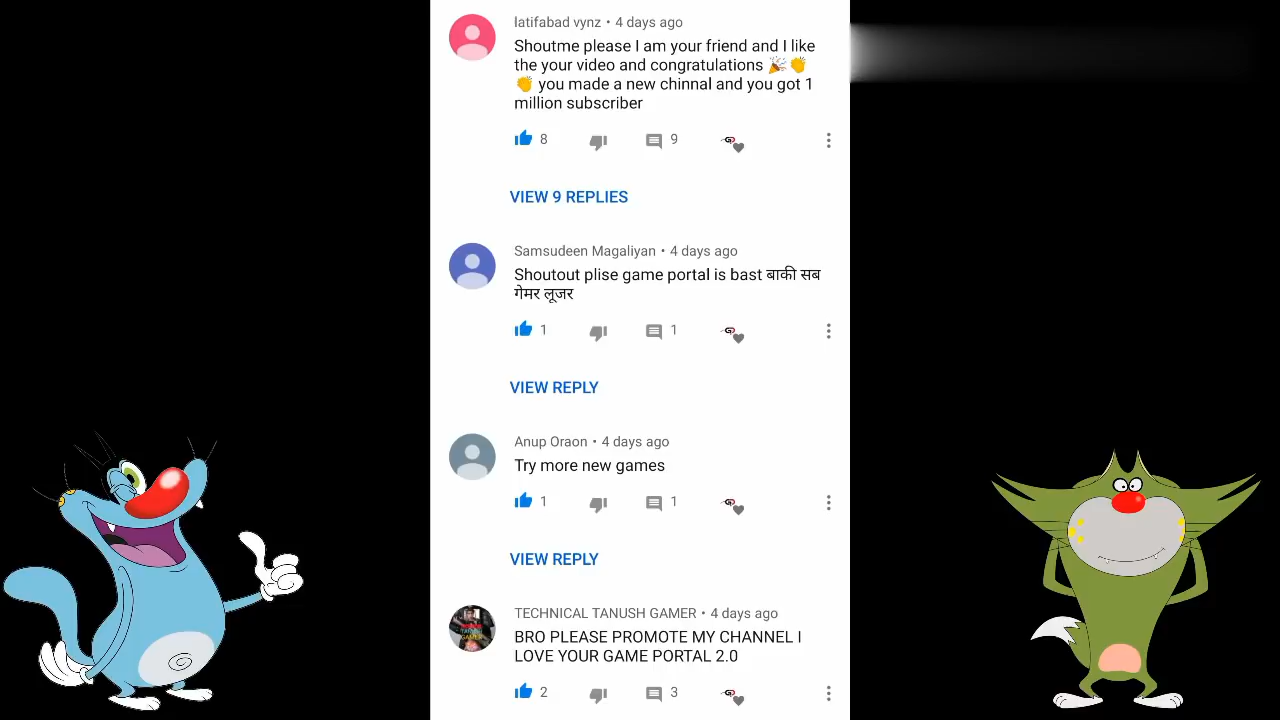 latifabad vynz • 4 days ago
Shoutme please I am your friend and I like
the your video and congratulations 🎉👏
👏 you made a new chinnal and you got 1
million subscriber
8 9
VIEW 9 REPLIES
Samsudeen Magaliyan • 4 days ago
Shoutout plise game portal is bast बाकी सब
गेमर लूजर
1 1
VIEW REPLY
Anup Oraon • 4 days ago
Try more new games
1 1
VIEW REPLY
TECHNICAL TANUSH GAMER • 4 days ago
BRO PLEASE PROMOTE MY CHANNEL I
LOVE YOUR GAME PORTAL 2.0
2 3